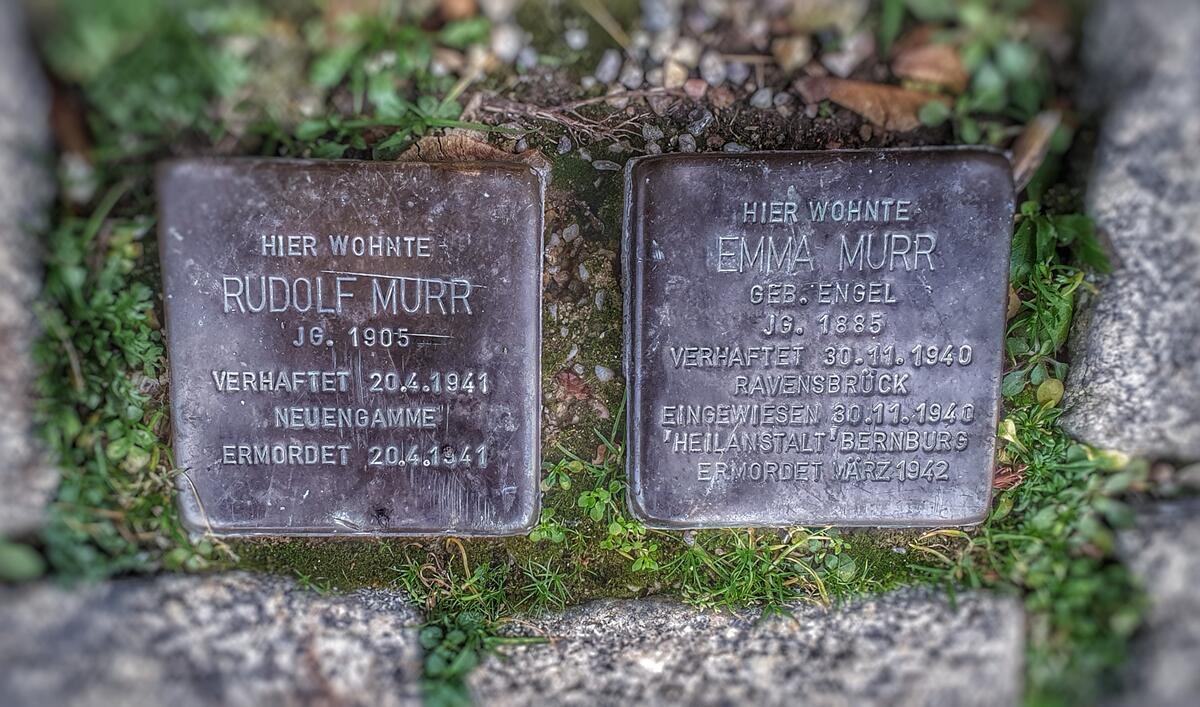 HIER WOHNTE
RUDOLF MURR
JG. 1905
VERHAFTET 20.4.1941
NEUENGAMME
ERMORDET 20.4.1941
HIER WOHNTE
EMMA MURR
GEB. ENGEL
JG. 1885
VERHAFTET 30.11.1940
RAVENSBRÜCK
EINGEWIESEN 30.11.1940
'HEILANSTALT' BERNBURG
ERMORDET MÄRZ 1942